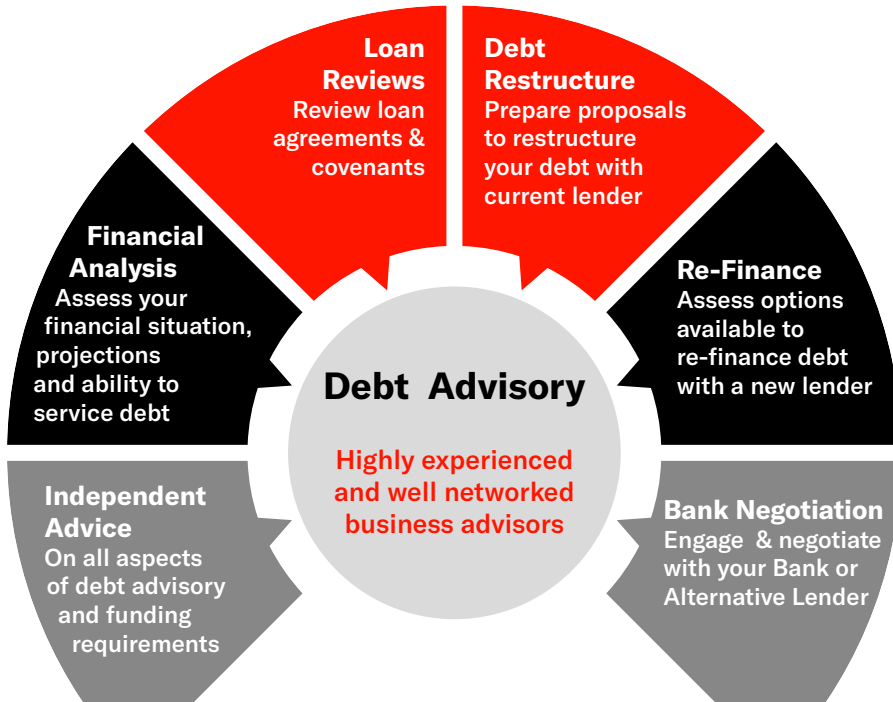 Loan
Reviews
Review loan
agreements &
covenants
Debt
Restructure
Prepare proposals
to restructure
your debt with
current lender
Financial
Analysis
Assess your
financial situation,
projections
and ability to
service debt
Re-Finance
Assess options
available to
re-finance debt
with a new lender
Debt Advisory
Highly experienced
and well networked
business advisors
Independent
Advice
On all aspects
of debt advisory
and funding
requirements
Bank Negotiation
Engage & negotiate
with your Bank or
Alternative Lender